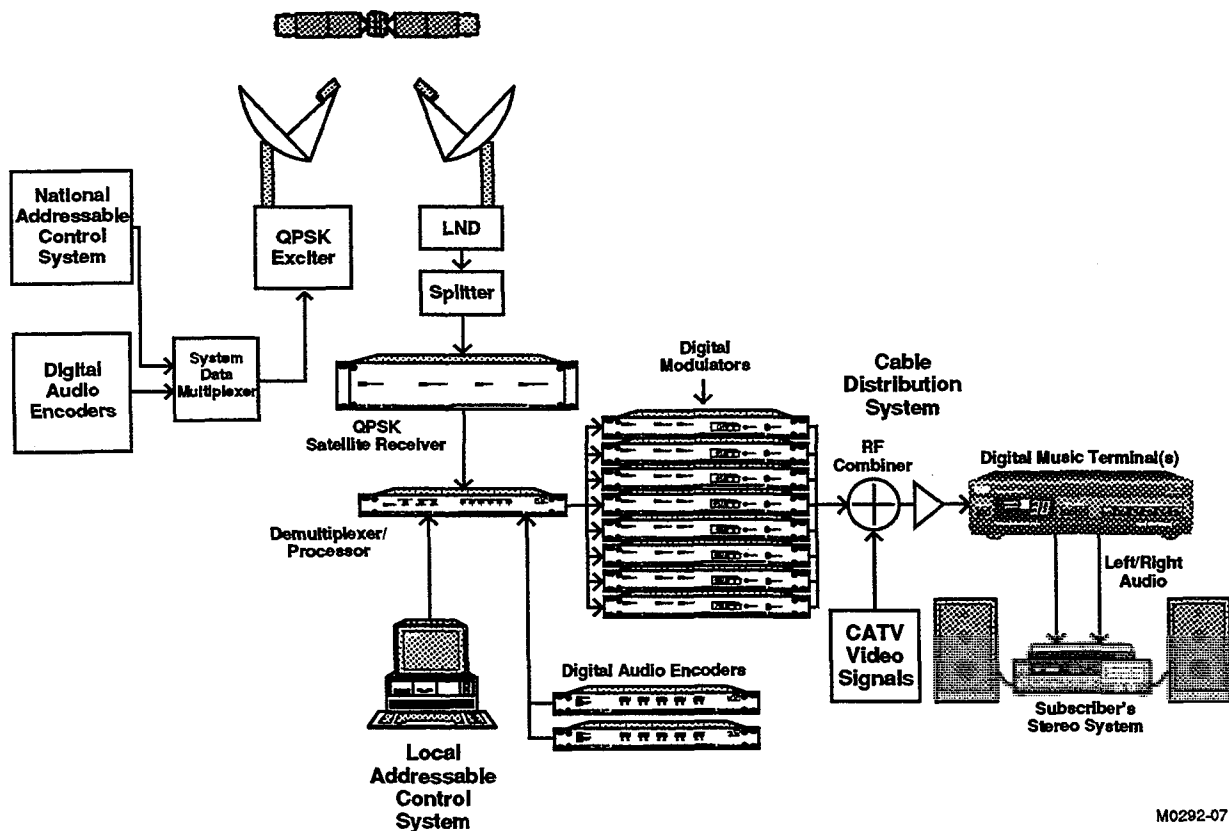 National
Addressable
Control
System
QPSK
Exciter
LND
Splitter
Digital
Audio
Encoders
System
Data
Multiplexer
QPSK
Satellite Receiver
Digital
Modulators
Cable
Distribution
System
RF
Combiner
Digital Music Terminal(s)
Demultiplexer/
Processor
Left/Right
Audio
CATV
Video
Signals
Digital Audio Encoders
Subscriber's
Stereo System
Local
Addressable
Control
System
M0292-07